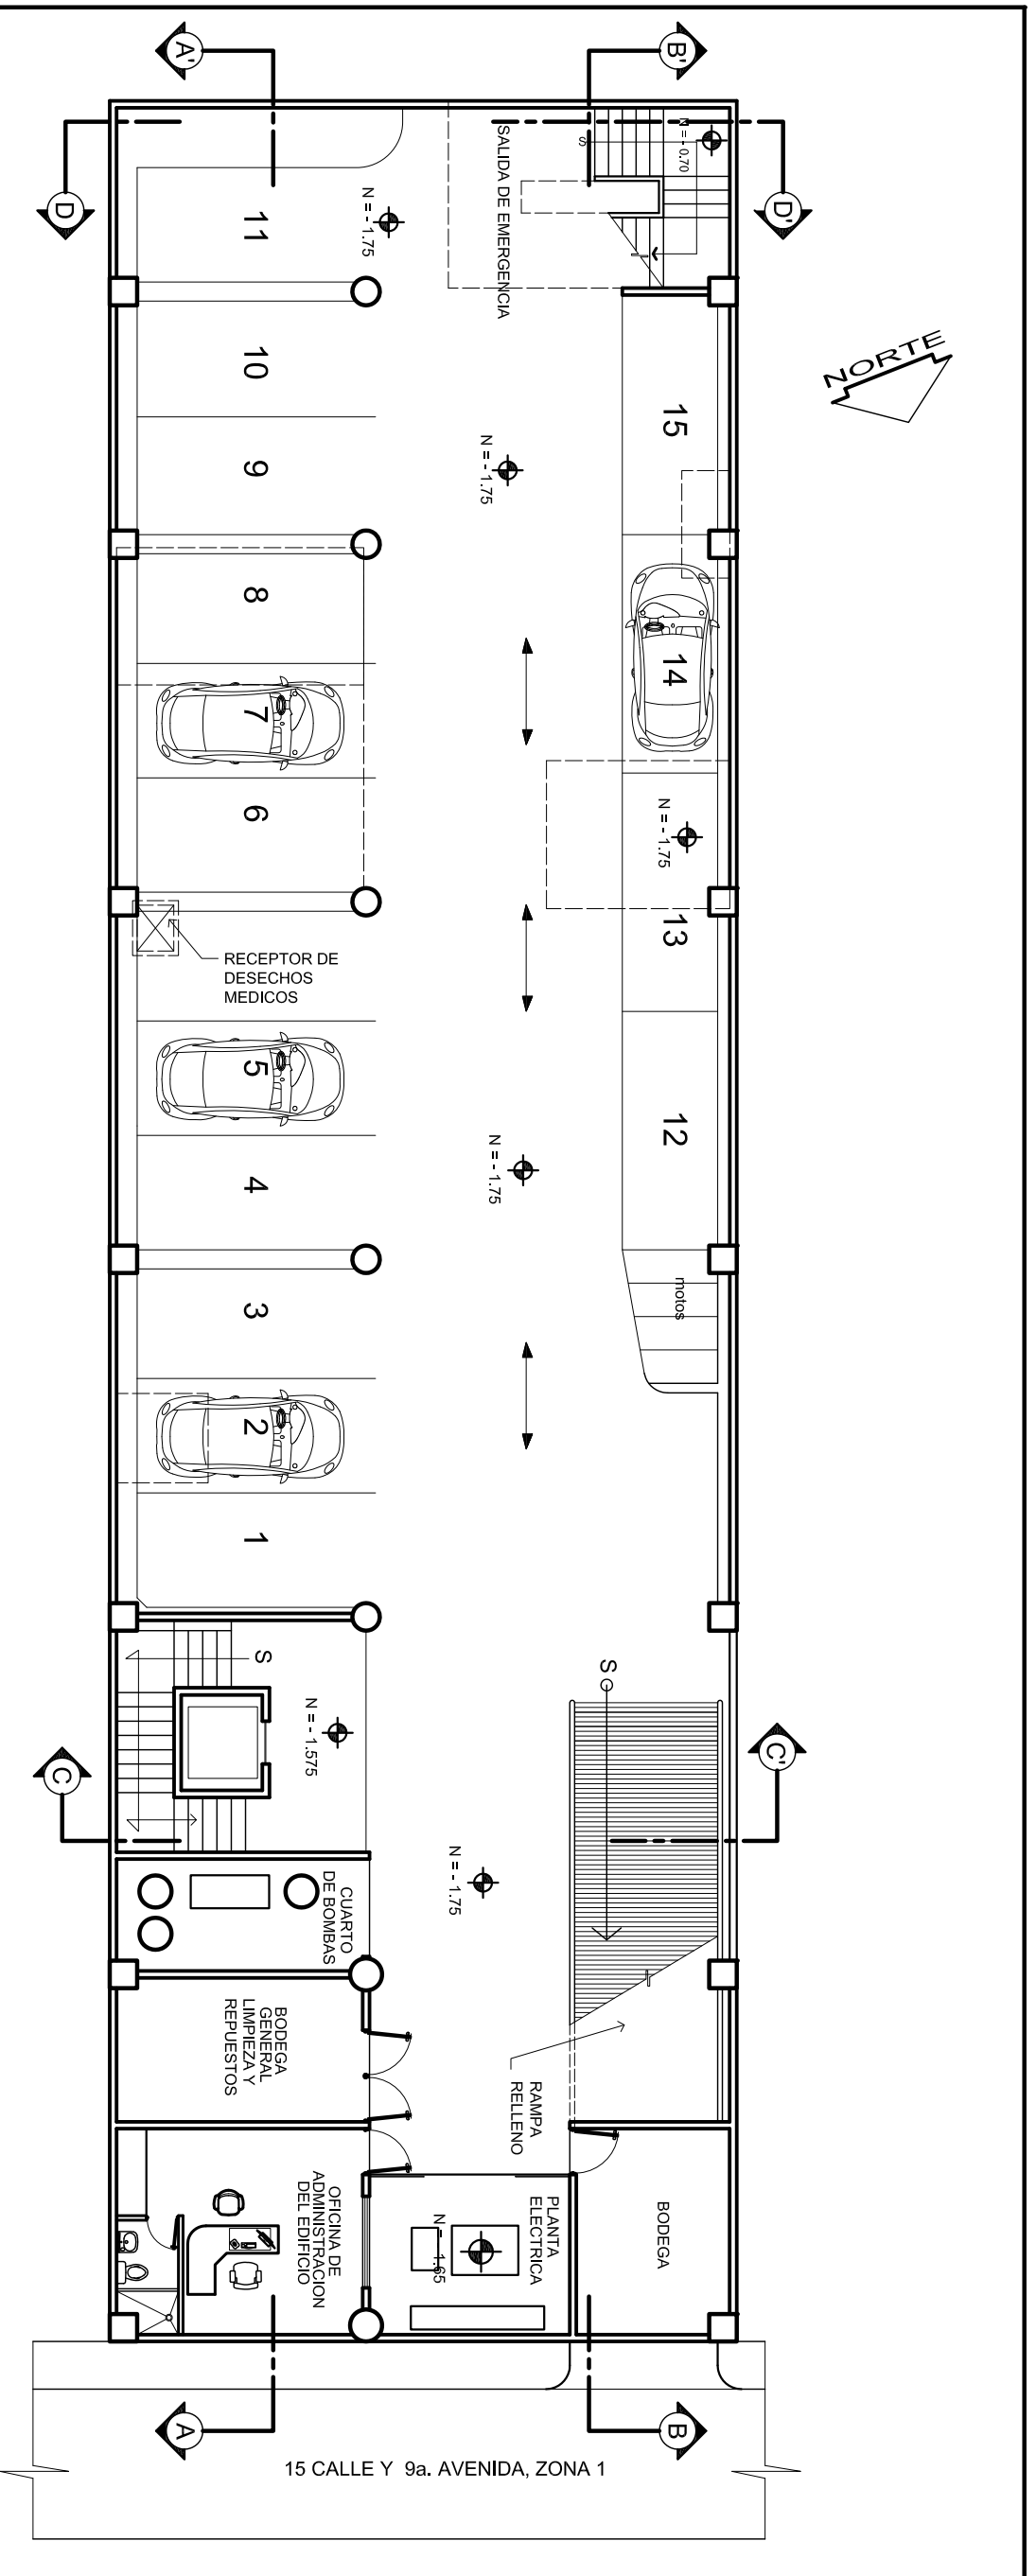 A'
B'
D
D'
N = - 0.70
S
SALIDA DE EMERGENCIA
N = - 1.75
11
NORTE
10
15
9
N = - 1.75
8
14
7
6
N = - 1.75
13
RECEPTOR DE
DESECHOS
MEDICOS
5
12
4
N = - 1.75
3
motos
2
1
S
S
N = - 1.575
C
C'
N = - 1.75
CUARTO
DE BOMBAS
BODEGA
GENERAL
LIMPIEZA Y
REPUESTOS
RAMPA
RELLENO
OFICINA DE
ADMINISTRACION
DEL EDIFICIO
PLANTA
ELECTRICA
N = - 1.65
BODEGA
A
B
15 CALLE Y 9a. AVENIDA, ZONA 1